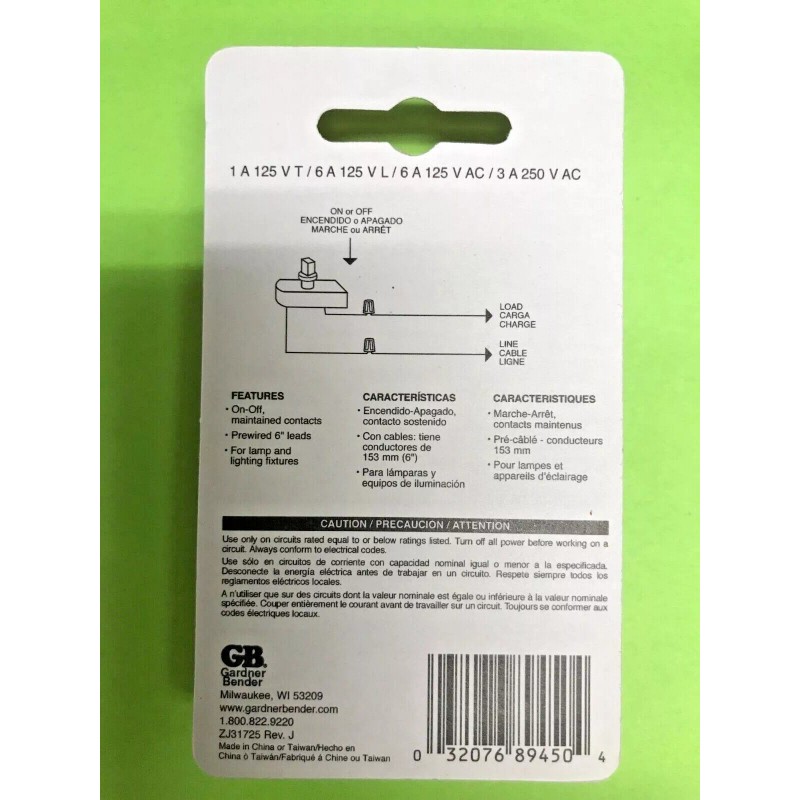 1 A 125 V T / 6 A 125 V L / 6 A 125 V AC / 3 A 250 V AC
ON or OFF
ENCENDIDO o APAGADO
MARCHE ou ARRÊT
LOAD
CARGA
CHARGE
LINE
CABLE
LIGNE
FEATURES
• On-Off,
maintained contacts
• Prewired 6" leads
• For lamp and
lighting fixtures
CARACTERÍSTICAS
• Encendido-Apagado,
contacto sostenido
• Con cables: tiene
conductores de
153 mm (6")
• Para lámparas y
equipos de iluminación
CARACTERISTIQUES
• Marche-Arrêt,
contacts maintenus
• Pré-câblé - conducteurs
153 mm
• Pour lampes et
appareils d'éclairage
CAUTION / PRECAUCIÓN / ATTENTION
Use only on circuits rated equal to or below ratings listed. Turn off all power before working on a
circuit. Always conform to electrical codes.
Use sólo en circuitos de corriente con capacidad nominal igual o menor a la especificada.
Desconecte la energía eléctrica antes de trabajar en un circuito. Respete siempre todos los
reglamentos eléctricos locales.
A n'utiliser que sur des circuits dont la valeur nominale est égale ou inférieure à la valeur nominale
spécifiée. Couper entièrement le courant avant de travailler sur un circuit. Toujours se conformer aux
codes électriques locaux.
GB®
Gardner
Bender
Milwaukee, WI 53209
www.gardnerbender.com
1.800.822.9220
ZJ31725 Rev. J
Made in China or Taiwan/Hecho en
China ó Taiwán/Fabriqué à Chine ou Taiwan
0 32076 89450 4